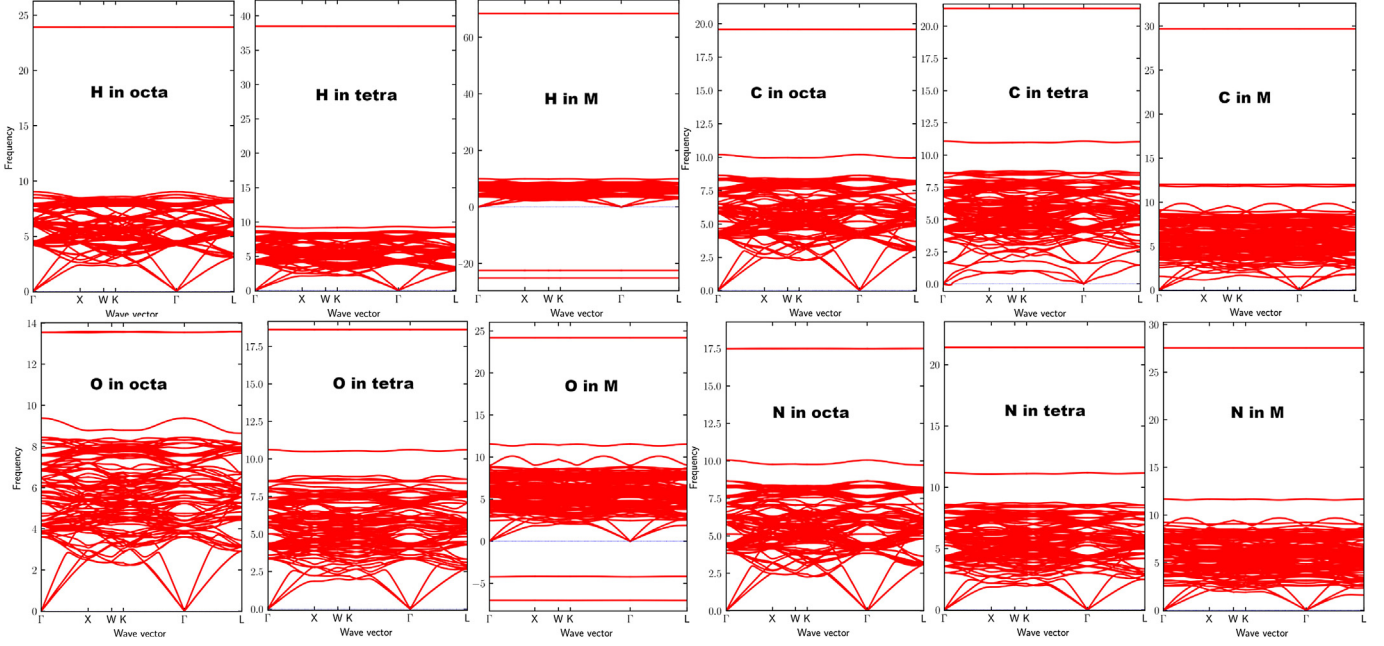 Frequency
25
20
15
10
5
0
H in octa
Γ X W K Γ L
Wave vector
40
35
30
25
20
15
10
5
0
H in tetra
Γ X W K Γ L
Wave vector
60
40
20
0
−20
H in M
Γ X W K Γ L
Wave vector
Frequency
20.0
17.5
15.0
12.5
10.0
7.5
5.0
2.5
0.0
C in octa
Γ X W K Γ L
Wave vector
20.0
17.5
15.0
12.5
10.0
7.5
5.0
2.5
0.0
C in tetra
Γ X W K Γ L
Wave vector
30
25
20
15
10
5
0
C in M
Γ X W K Γ L
Wave vector
14
12
10
8
6
4
2
0
O in octa
Γ X W K Γ L
Wave vector
17.5
15.0
12.5
10.0
7.5
5.0
2.5
0.0
O in tetra
Γ X W K Γ L
Wave vector
25
20
15
10
5
0
−5
O in M
Γ X W K Γ L
Wave vector
Frequency
17.5
15.0
12.5
10.0
7.5
5.0
2.5
0.0
N in octa
Γ X W K Γ L
Wave vector
20
15
10
5
0
N in tetra
Γ X W K Γ L
Wave vector
30
25
20
15
10
5
0
N in M
Γ X W K Γ L
Wave vector